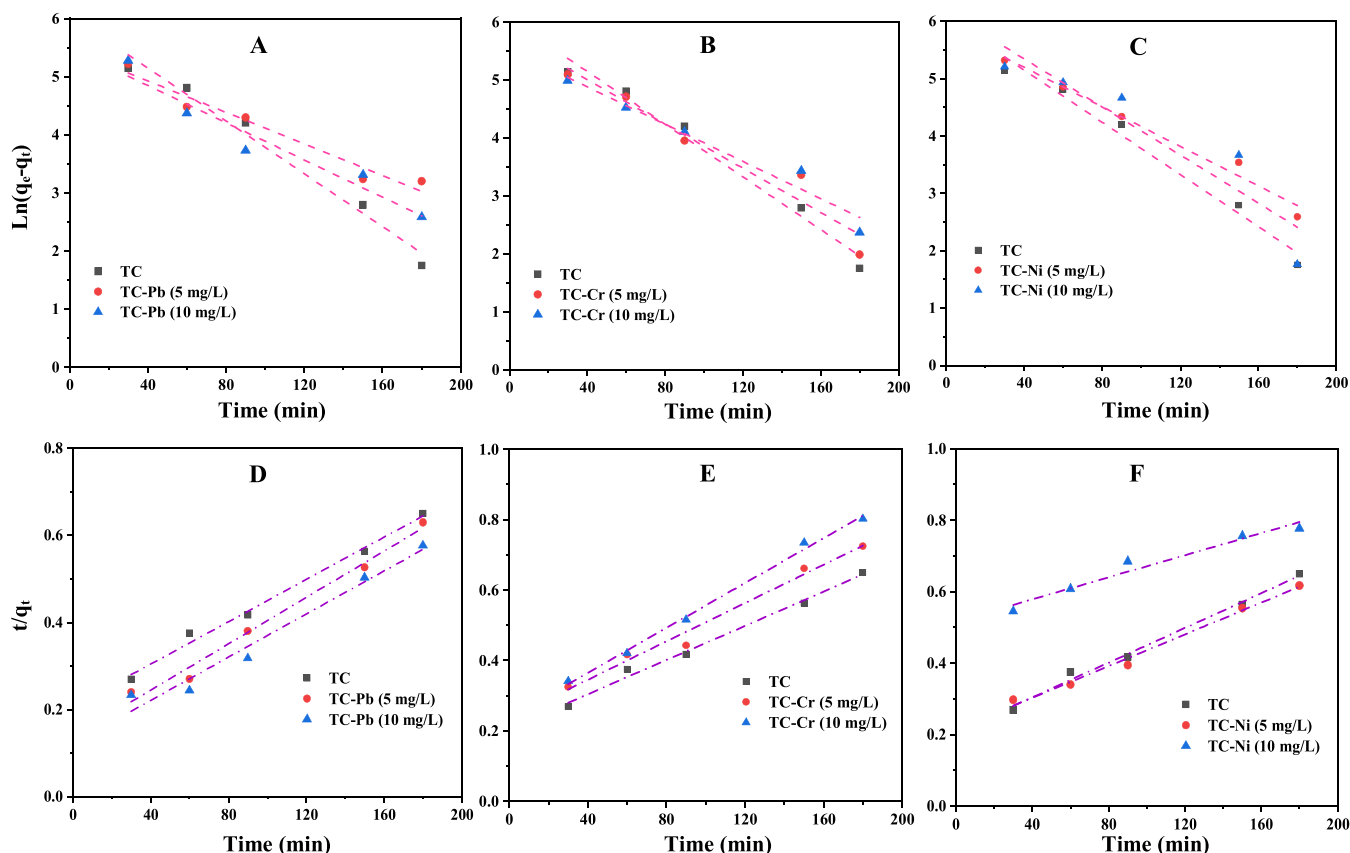 A
Ln(qe-qt)
6
5
4
3
2
1
0
TC
TC-Pb (5 mg/L)
TC-Pb (10 mg/L)
0 40 80 120 160 200
Time (min)
B
6
5
4
3
2
1
0
TC
TC-Cr (5 mg/L)
TC-Cr (10 mg/L)
0 40 80 120 160 200
Time (min)
C
6
5
4
3
2
1
0
TC
TC-Ni (5 mg/L)
TC-Ni (10 mg/L)
0 40 80 120 160 200
Time (min)
D
t/qt
0.8
0.6
0.4
0.2
0.0
TC
TC-Pb (5 mg/L)
TC-Pb (10 mg/L)
0 40 80 120 160 200
Time (min)
E
1.0
0.8
0.6
0.4
0.2
0.0
TC
TC-Cr (5 mg/L)
TC-Cr (10 mg/L)
0 40 80 120 160 200
Time (min)
F
1.0
0.8
0.6
0.4
0.2
0.0
TC
TC-Ni (5 mg/L)
TC-Ni (10 mg/L)
0 40 80 120 160 200
Time (min)